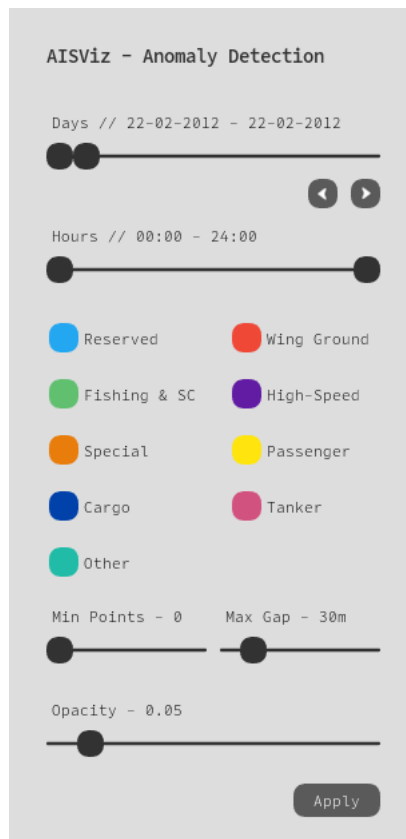 AISViz - Anomaly Detection
Days // 22-02-2012 - 22-02-2012
Hours // 00:00 - 24:00
Reserved
Wing Ground
Fishing & SC
High-Speed
Special
Passenger
Cargo
Tanker
Other
Min Points - 0
Max Gap - 30m
Opacity - 0.05
Apply